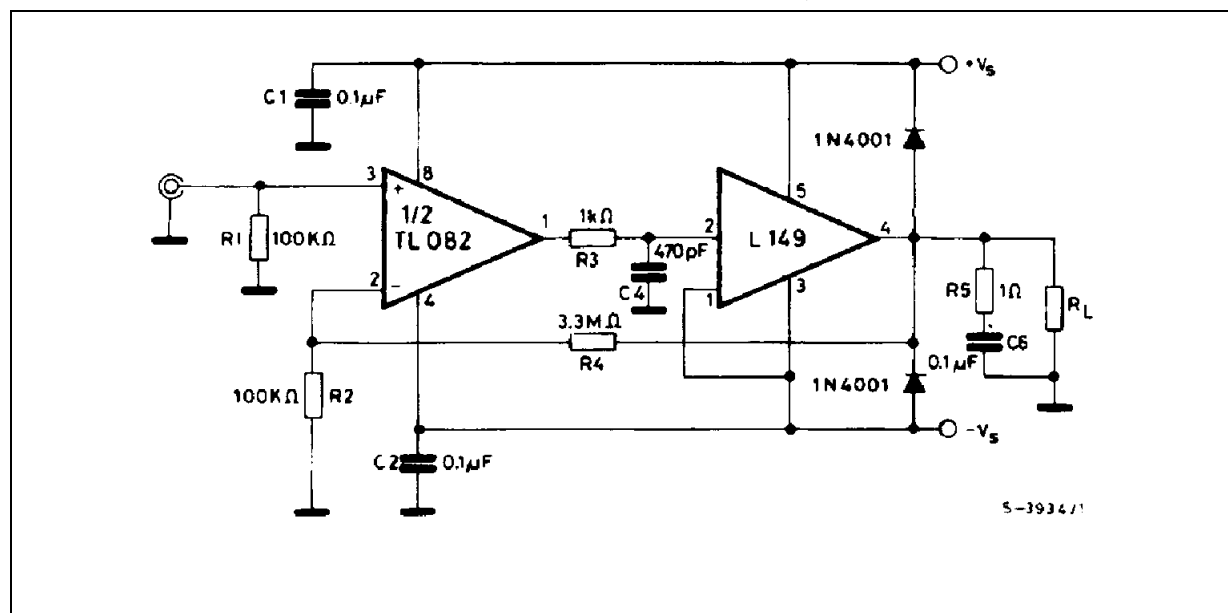 +Vs
C1 0.1µF
1N4001
3 + 8
1/2
TL082
1
1kΩ
R3
2
L149
5
4
R1 100KΩ
470pF
C4
2 −
4
1
3
R5 1Ω
RL
3.3MΩ
R4
C6
0.1µF
100KΩ R2
1N4001
−Vs
C2 0.1µF
S-3934/1